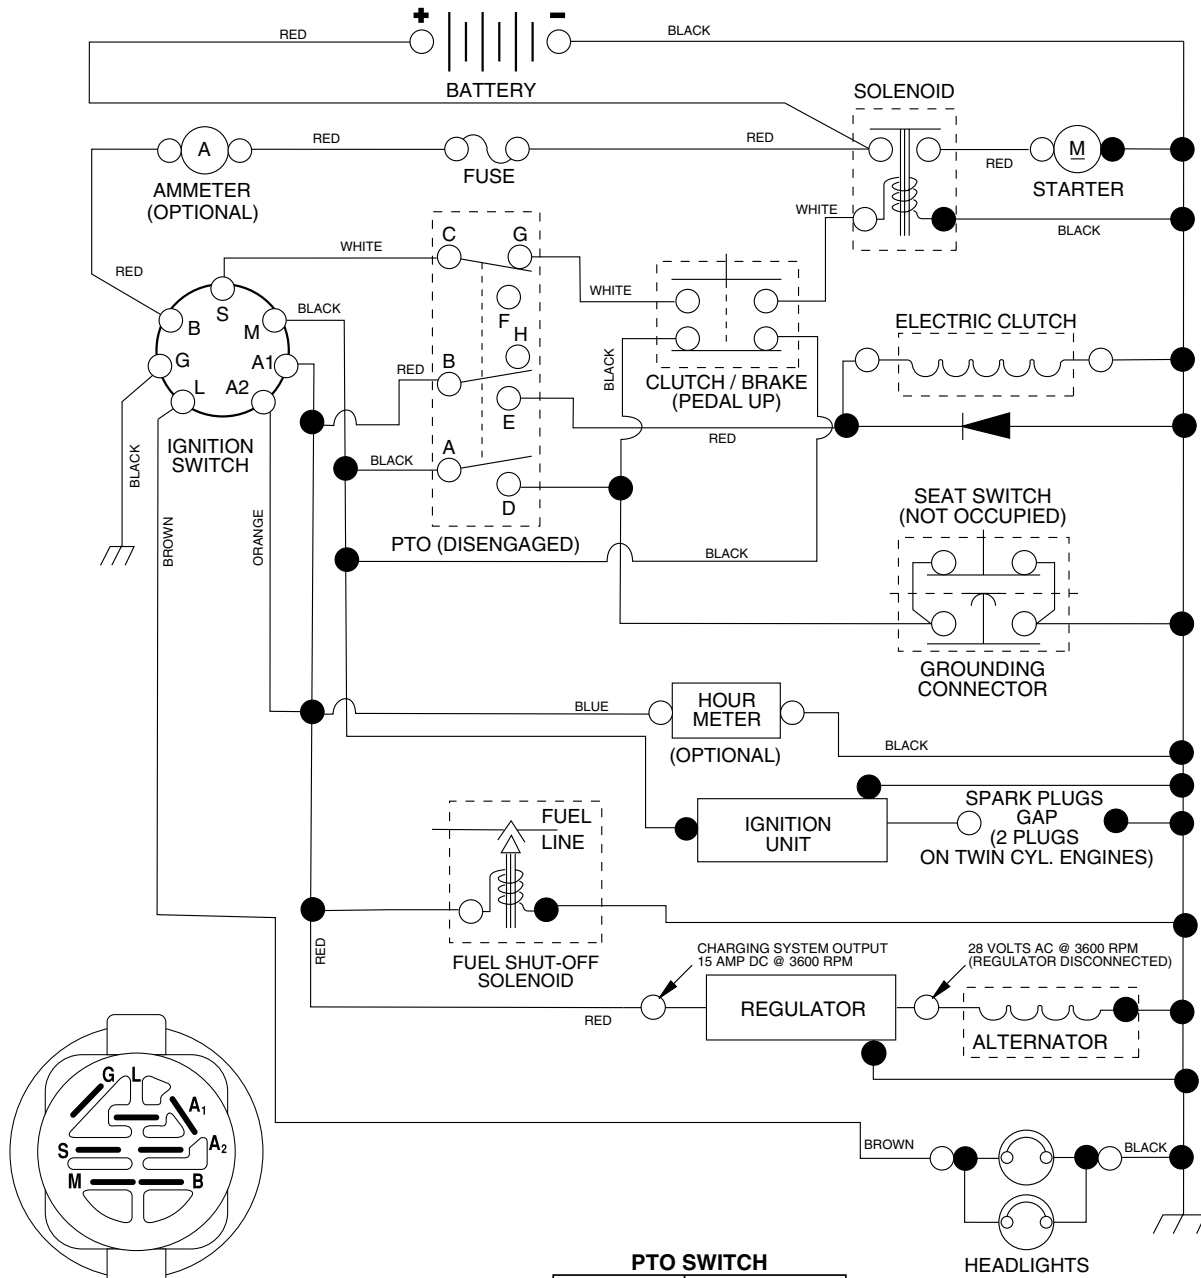 +
−
RED
BLACK
BATTERY
SOLENOID
A
RED
FUSE
RED
RED
M
STARTER
AMMETER
(OPTIONAL)
WHITE
BLACK
RED
WHITE
C
G
WHITE
F
H
B
E
A
D
S
B
M
G
A1
L
A2
BLACK
RED
BLACK
IGNITION
SWITCH
PTO (DISENGAGED)
BLACK
CLUTCH / BRAKE
(PEDAL UP)
ELECTRIC CLUTCH
RED
BLACK
BLACK
BROWN
ORANGE
SEAT SWITCH
(NOT OCCUPIED)
GROUNDING
CONNECTOR
BLUE
HOUR
METER
(OPTIONAL)
BLACK
IGNITION
UNIT
SPARK PLUGS
GAP
(2 PLUGS
ON TWIN CYL. ENGINES)
FUEL
LINE
FUEL SHUT-OFF
SOLENOID
RED
CHARGING SYSTEM OUTPUT
15 AMP DC @ 3600 RPM
28 VOLTS AC @ 3600 RPM
(REGULATOR DISCONNECTED)
RED
REGULATOR
ALTERNATOR
G
L
A1
S
A2
M
B
BROWN
BLACK
HEADLIGHTS
PTO SWITCH